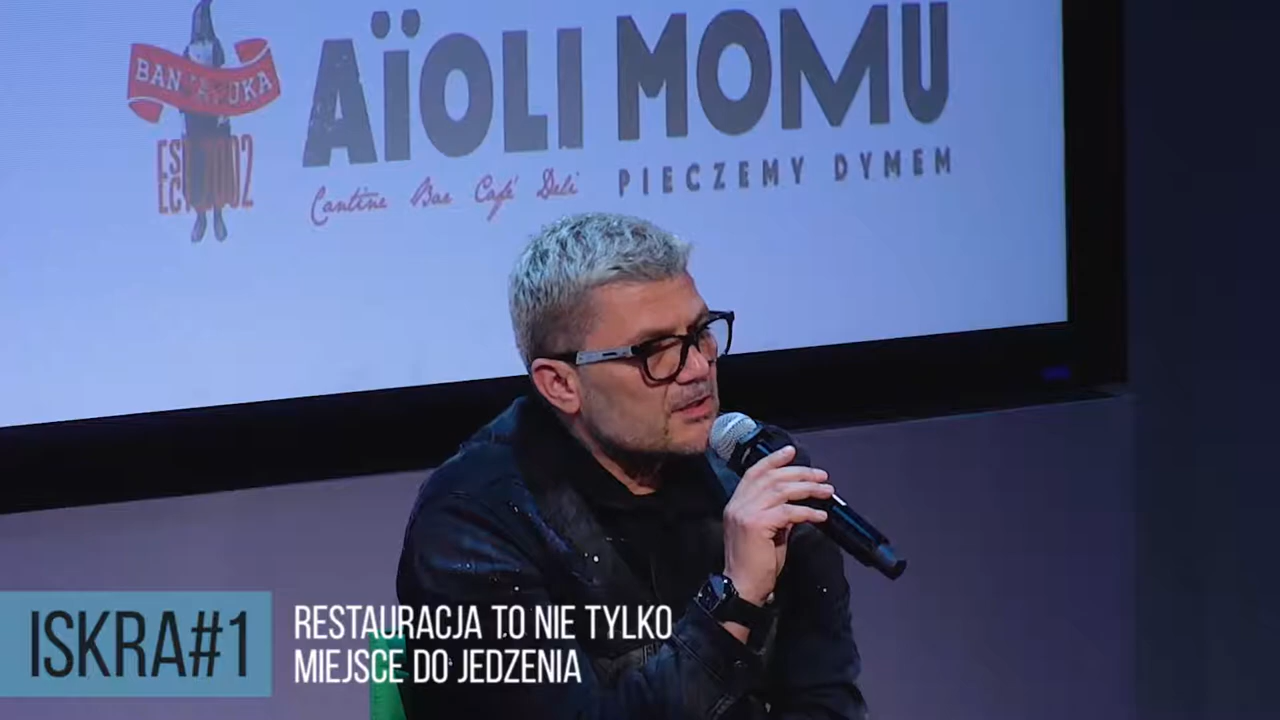 AÏOLI MOMU
Cantine Bar Café Deli
PIECZEMY DYMEM
ISKRA#1
RESTAURACJA TO NIE TYLKO
MIEJSCE DO JEDZENIA